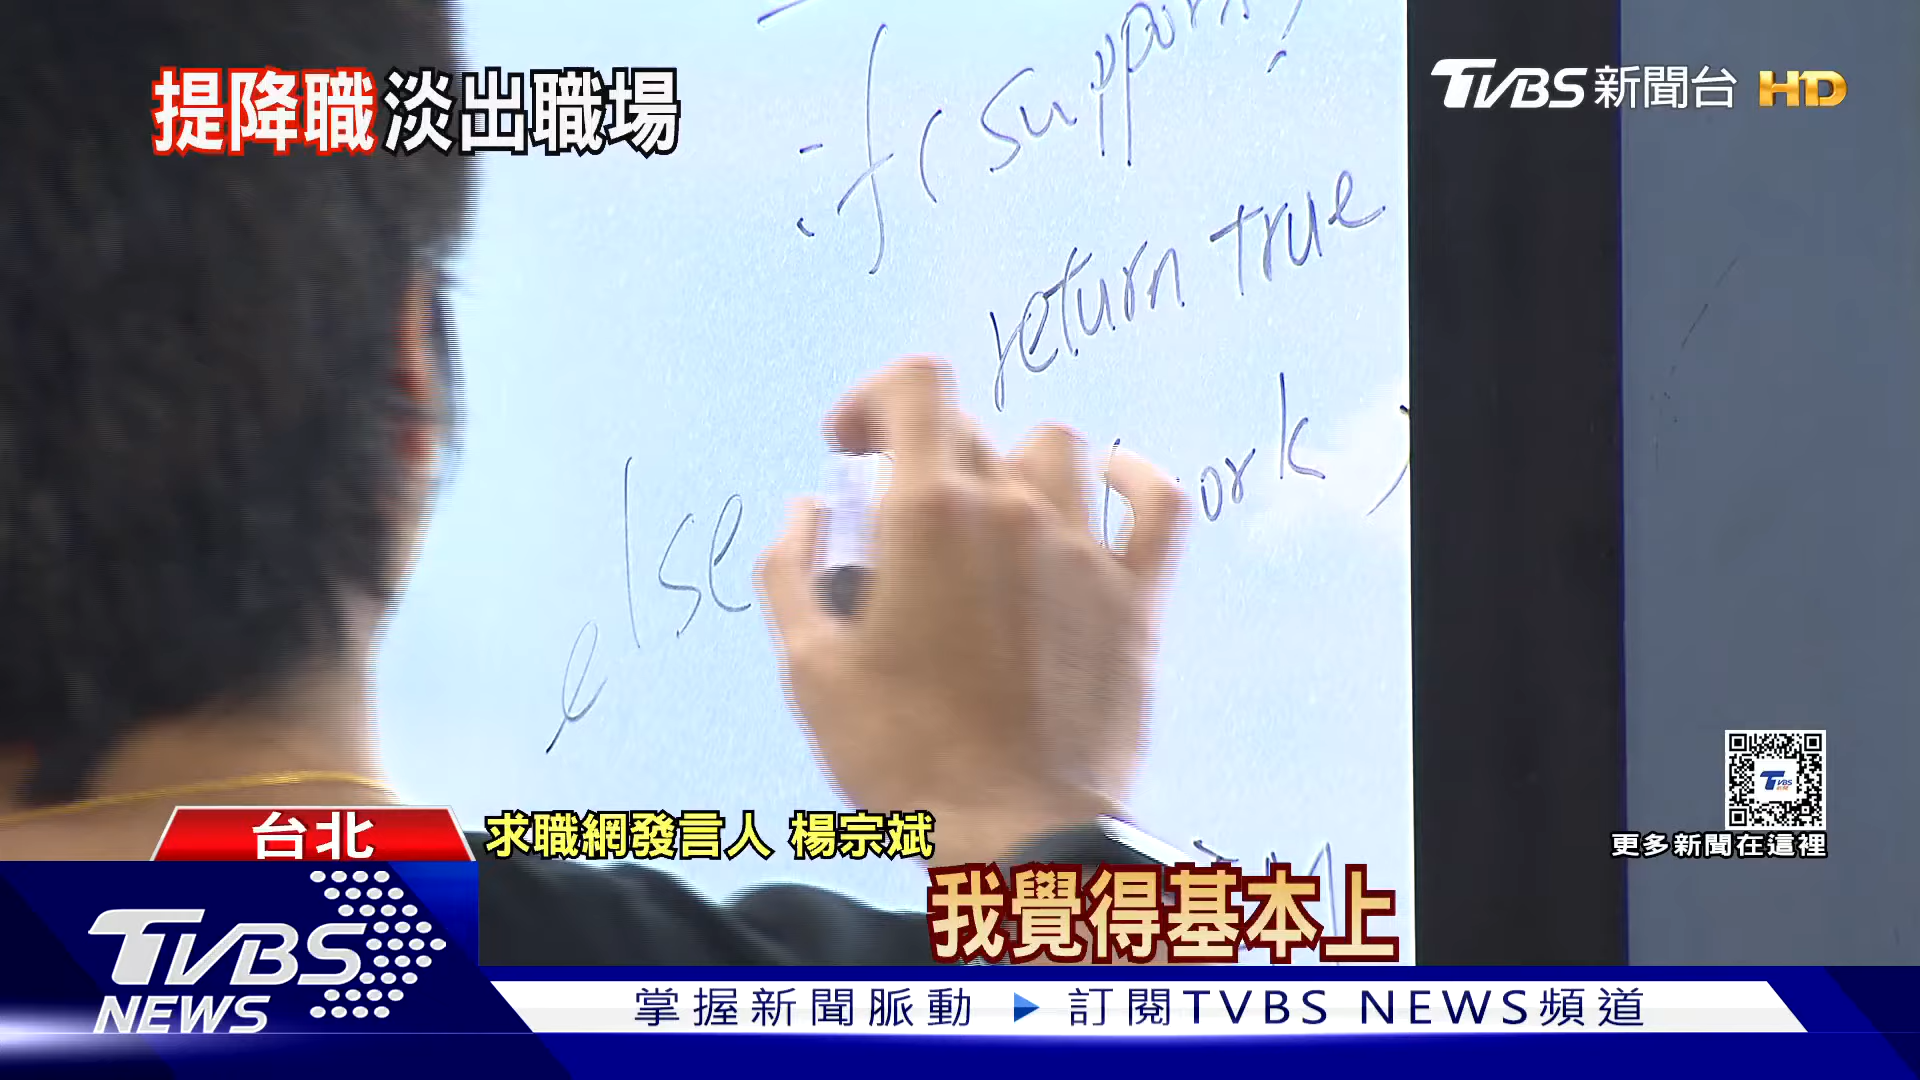 提降職 淡出職場
TVBS新聞台 HD
if(support)
return true
work)
else
台北
求職網發言人 楊宗斌
我覺得基本上
TVBS
更多新聞在這裡
TVBS
NEWS
掌握新聞脈動 ▶ 訂閱TVBS NEWS頻道